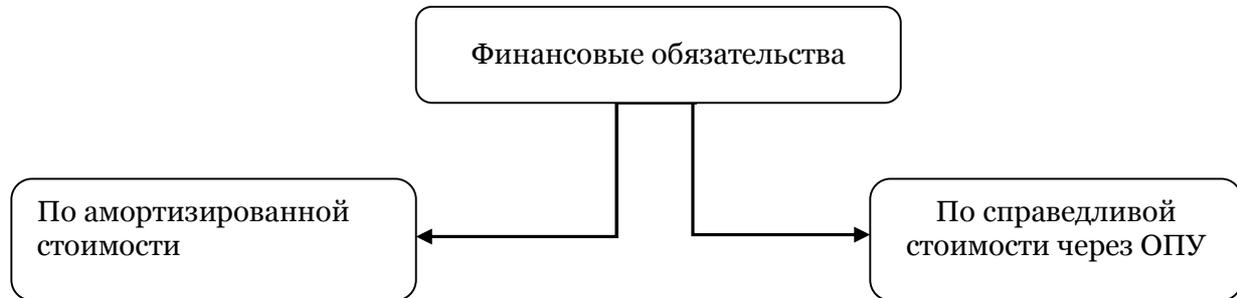 Финансовые обязательства
По амортизированной
стоимости
По справедливой
стоимости через ОПУ